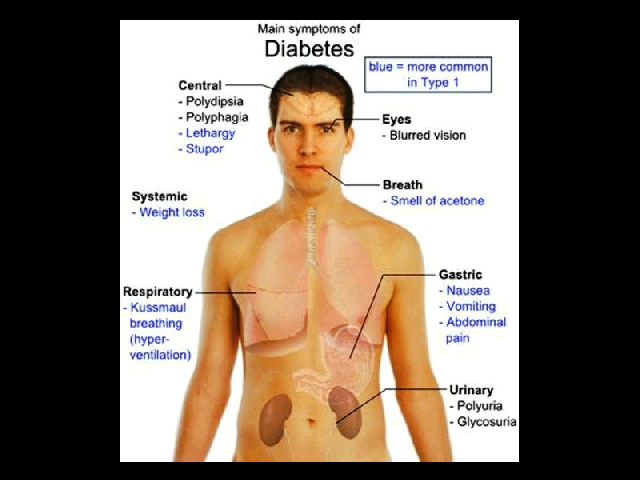 Main symptoms of
Diabetes
blue = more common
in Type 1
Central
- Polydipsia
- Polyphagia
- Lethargy
- Stupor
Eyes
- Blurred vision
Breath
- Smell of acetone
Systemic
- Weight loss
Respiratory
- Kussmaul
breathing
(hyper-
ventilation)
Gastric
- Nausea
- Vomiting
- Abdominal
pain
Urinary
- Polyuria
- Glycosuria